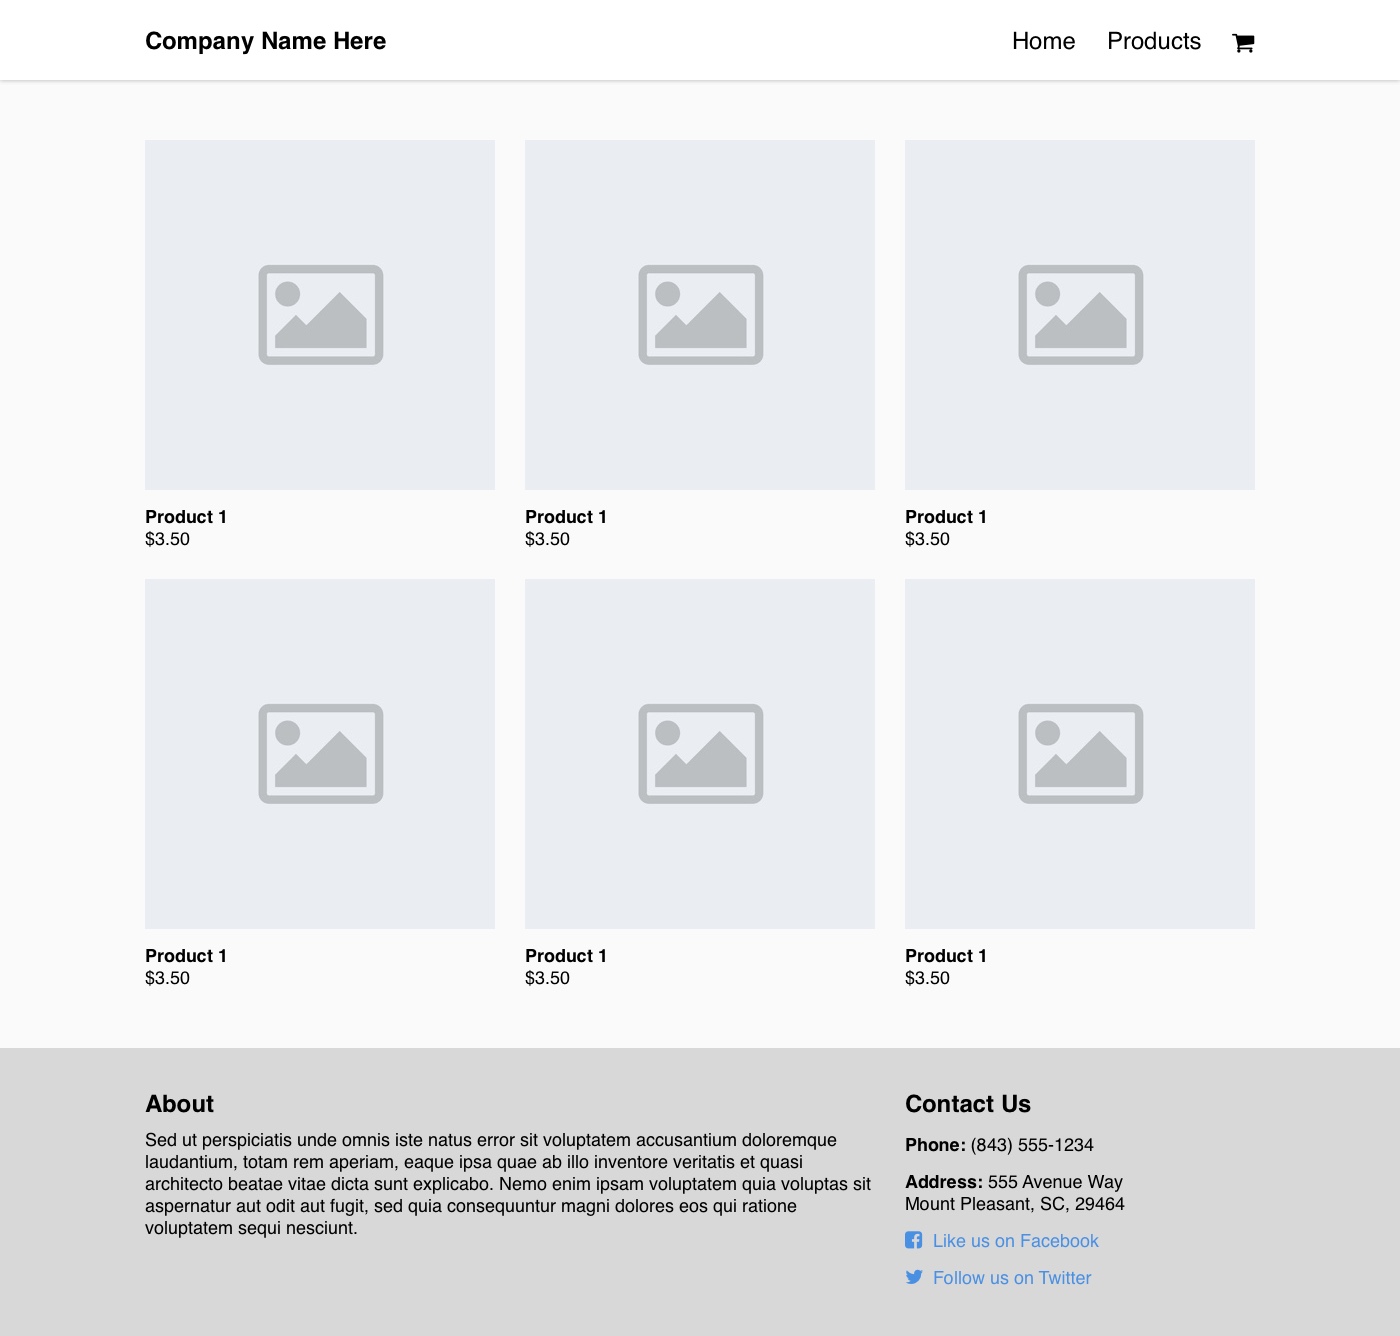 Company Name Here
Home
Products
Product 1
$3.50
Product 1
$3.50
Product 1
$3.50
Product 1
$3.50
Product 1
$3.50
Product 1
$3.50
About
Sed ut perspiciatis unde omnis iste natus error sit voluptatem accusantium doloremque
laudantium, totam rem aperiam, eaque ipsa quae ab illo inventore veritatis et quasi
architecto beatae vitae dicta sunt explicabo. Nemo enim ipsam voluptatem quia voluptas sit
aspernatur aut odit aut fugit, sed quia consequuntur magni dolores eos qui ratione
voluptatem sequi nesciunt.
Contact Us
Phone: (843) 555-1234
Address: 555 Avenue Way
Mount Pleasant, SC, 29464
Like us on Facebook
Follow us on Twitter